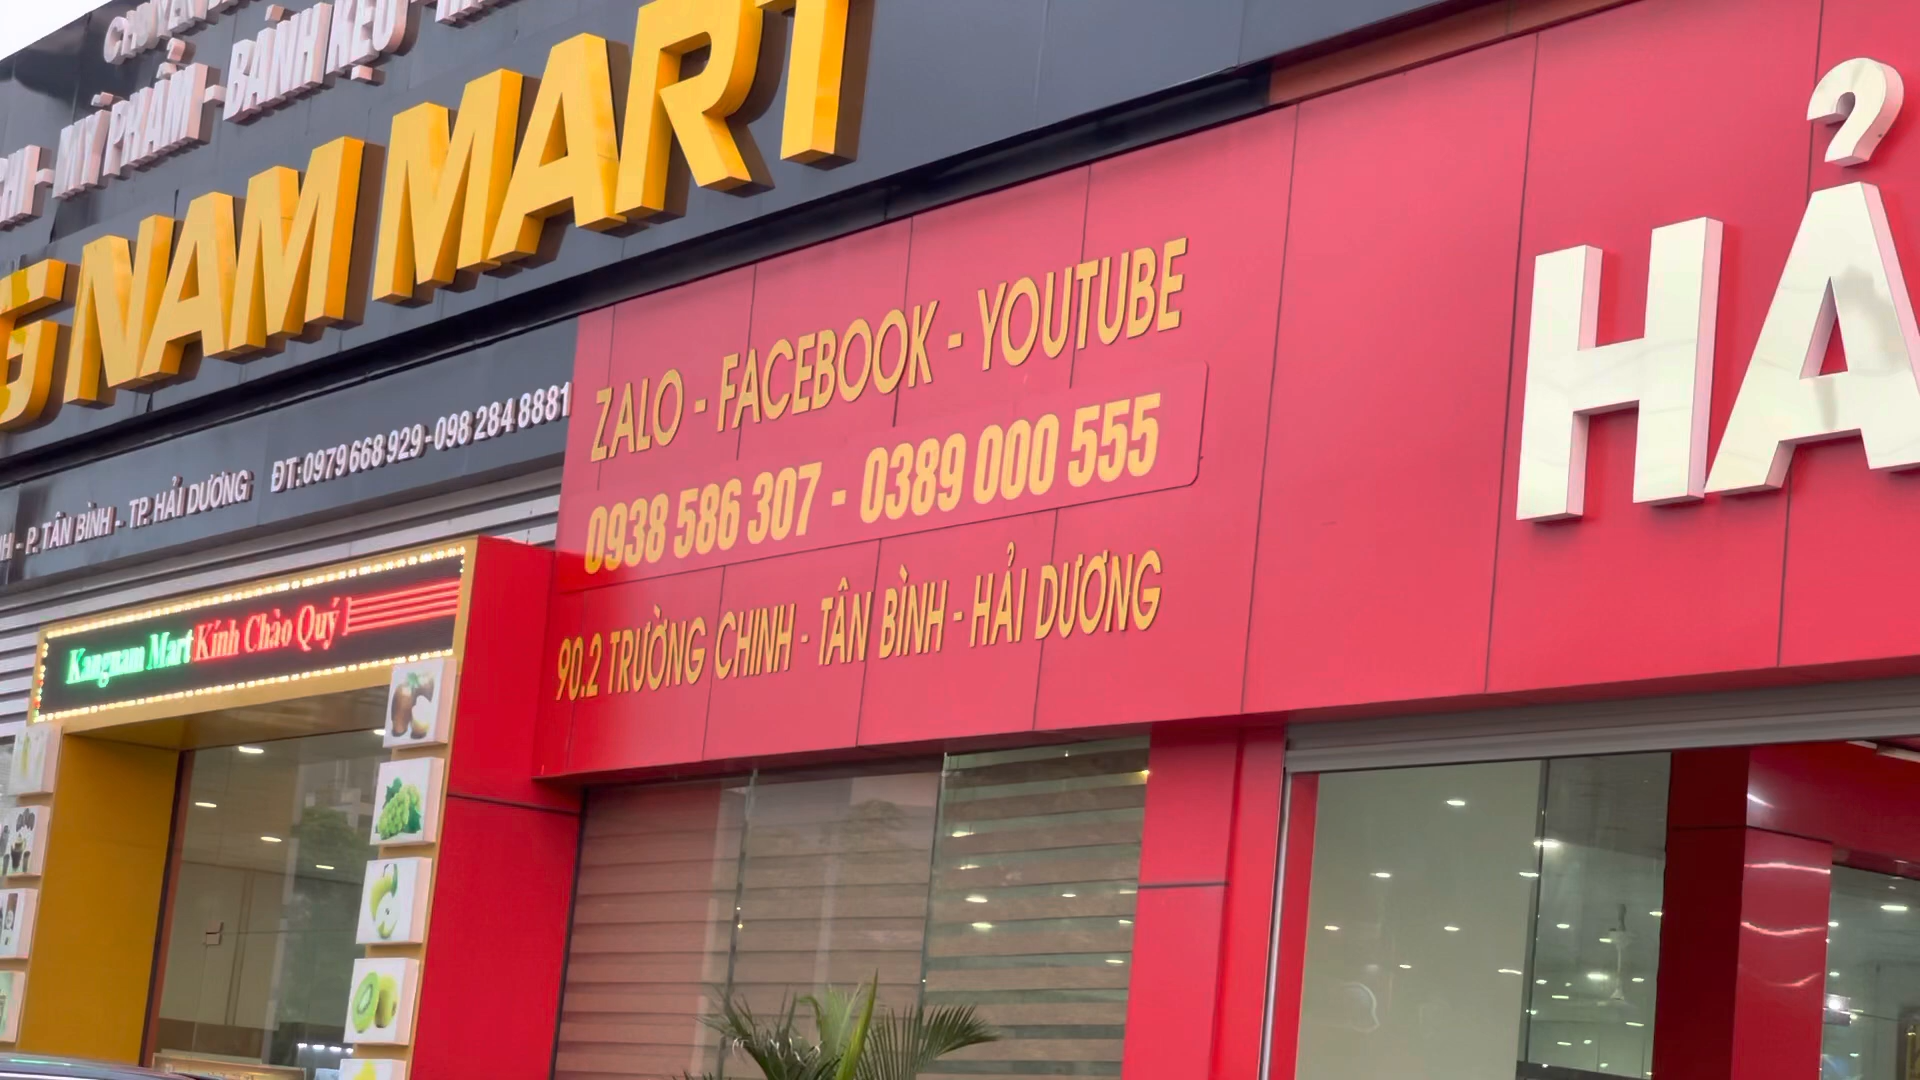 MỸ PHẨM - BÁNH KẸO
NAM MART
P. TÂN BÌNH - TP. HẢI DƯƠNG ĐT: 0979 668 929 - 098 284 8881
Kangnam Mart Kính Chào Quý
ZALO - FACEBOOK - YOUTUBE
0938 586 307 - 0389 000 555
90.2 TRƯỜNG CHINH - TÂN BÌNH - HẢI DƯƠNG
HẢ